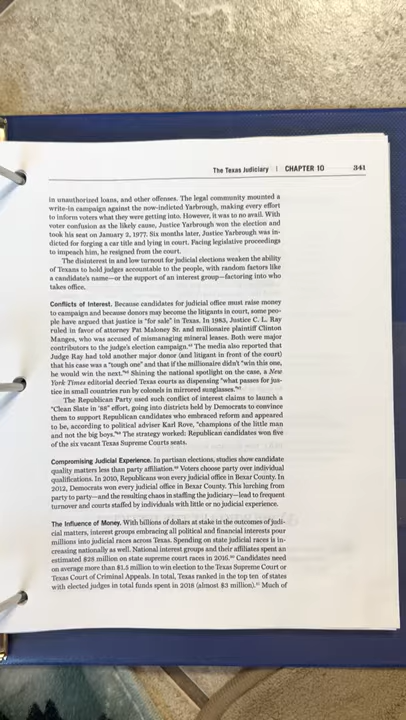 The Texas Judiciary | CHAPTER 10 341
in unauthorized loans, and other offenses. The legal community mounted a
write-in campaign against the now-indicted Yarbrough, making every effort
to inform voters what they were getting into. However, it was to no avail. With
voter confusion as the likely cause, Justice Yarbrough won the election and
took his seat on January 2, 1977. Six months later, Justice Yarbrough was in-
dicted for forging a car title and lying in court. Facing legislative proceedings
to impeach him, he resigned from the court.
The disinterest in and low turnout for judicial elections weaken the ability
of Texans to hold judges accountable to the people, with random factors like
a candidate's name—or the support of an interest group—factoring into who
takes office.
Conflicts of Interest. Because candidates for judicial office must raise money
to campaign and because donors may become the litigants in court, some peo-
ple have argued that justice is "for sale" in Texas. In 1983, Justice C. L. Ray
ruled in favor of attorney Pat Maloney Sr. and millionaire plaintiff Clinton
Manges, who was accused of mismanaging mineral leases. Both were major
contributors to the judge's election campaign. The media also reported that
Judge Ray had told another major donor (and litigant in front of the court)
that his case was a "tough one" and that if the millionaire didn't "win this one,
he would win the next." Shining the national spotlight on the case, a New
York Times editorial decried Texas courts as dispensing "what passes for jus-
tice in small countries run by colonels in mirrored sunglasses."
The Republican Party used such conflict of interest claims to launch a
"Clean Slate in '88" effort, going into districts held by Democrats to convince
them to support Republican candidates who embraced reform and appeared
to be, according to political adviser Karl Rove, "champions of the little man
and not the big boys." The strategy worked: Republican candidates won five
of the six vacant Texas Supreme Courts seats.
Compromising Judicial Experience. In partisan elections, studies show candidate
quality matters less than party affiliation. Voters choose party over individual
qualifications. In 2010, Republicans won every judicial office in Bexar County. In
2012, Democrats won every judicial office in Bexar County. This lurching from
party to party—and the resulting chaos in staffing the judiciary—lead to frequent
turnover and courts staffed by individuals with little or no judicial experience.
The Influence of Money. With billions of dollars at stake in the outcomes of judi-
cial matters, interest groups embracing all political and financial interests pour
millions into judicial races across Texas. Spending on state judicial races is in-
creasing nationally as well. National interest groups and their affiliates spent an
estimated $28 million on state supreme court races in 2016. Candidates need
on average more than $1.5 million to win election to the Texas Supreme Court or
Texas Court of Criminal Appeals. In total, Texas ranked in the top ten of states
with elected judges in total funds spent in 2018 (almost $3 million). Much of